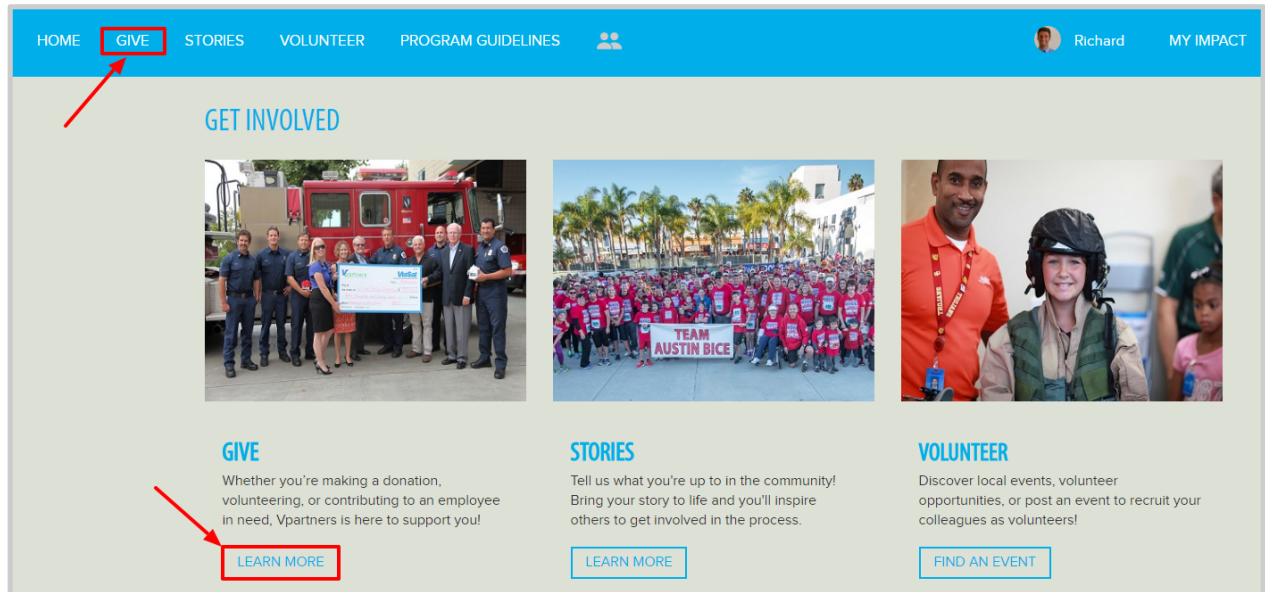 HOME GIVE STORIES VOLUNTEER PROGRAM GUIDELINES Richard MY IMPACT
GET INVOLVED
ViaSat
TEAM
AUSTIN BICE
TROJANS
GIVE
Whether you're making a donation,
volunteering, or contributing to an employee
in need, Vpartners is here to support you!
LEARN MORE
STORIES
Tell us what you're up to in the community!
Bring your story to life and you'll inspire
others to get involved in the process.
LEARN MORE
VOLUNTEER
Discover local events, volunteer
opportunities, or post an event to recruit your
colleagues as volunteers!
FIND AN EVENT